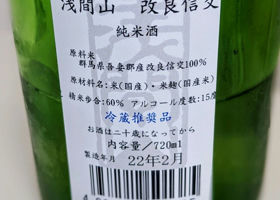 浅間山 改良信交
純米酒
原料米
群馬県吾妻郡産改良信交100%
原材料名:米(国産)・米麹(国産米)
精米歩合:60% アルコール度数:15度
冷蔵推奨品
お酒は二十歳になってから
内容量/720ml
製造年月 22年2月